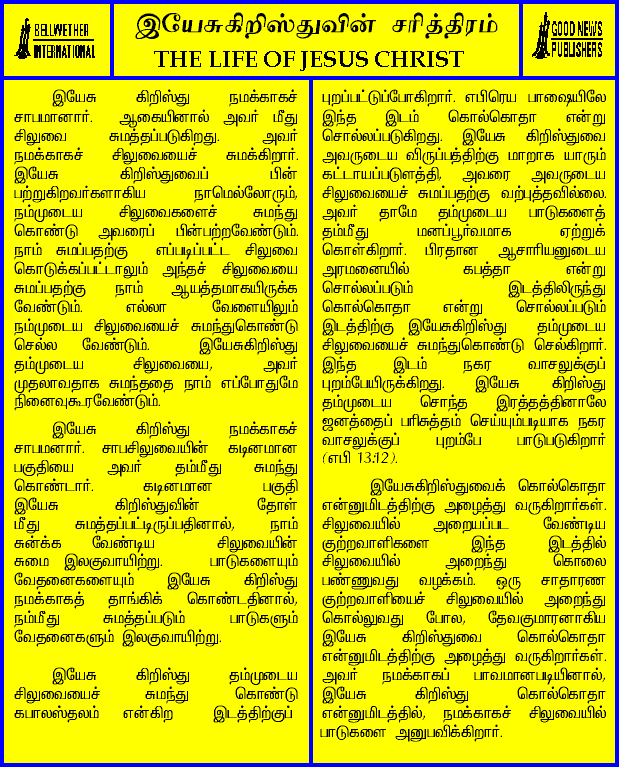 BELLWETHER
INTERNATIONAL
இயேசுகிறிஸ்துவின் சரித்திரம்
THE LIFE OF JESUS CHRIST
GOOD NEWS
PUBLISHERS
இயேசு கிறிஸ்து நமக்காகச்
சாபமானார். ஆகையினால் அவர் மீது
சிலுவை சுமத்தப்படுகிறது. அவர்
நமக்காகச் சிலுவையைச் சுமக்கிறார்.
இயேசு கிறிஸ்துவைப் பின்
பற்றுகிறவர்களாகிய நாமெல்லோரும்,
நம்முடைய சிலுவைகளைச் சுமந்து
கொண்டு அவரைப் பின்பற்றவேண்டும்.
நாம் சுமப்பதற்கு எப்படிப்பட்ட சிலுவை
கொடுக்கப்பட்டாலும் அந்தச் சிலுவையை
சுமப்பதற்கு நாம் ஆயத்தமாகயிருக்க
வேண்டும். எல்லா வேளையிலும்
நம்முடைய சிலுவையைச் சுமந்துகொண்டு
செல்ல வேண்டும். இயேசுகிறிஸ்து
தம்முடைய சிலுவையை, அவர்
முதலாவதாக சுமந்ததை நாம் எப்போதுமே
நினைவுகூரவேண்டும்.
இயேசு கிறிஸ்து நமக்காகச்
சாபமனார். சாபசிலுவையின் கடினமான
பகுதியை அவர் தம்மீது சுமந்து
கொண்டார். கடினமான பகுதி
இயேசு கிறிஸ்துவின் தோள்
மீது சுமத்தப்பட்டிருப்பதினால், நாம்
சுன்க்க வேண்டிய சிலுவையின்
சுமை இலகுவாயிற்று. பாடுகளையும்
வேதனைகளையும் இயேசு கிறிஸ்து
நமக்காகத் தாங்கிக் கொண்டதினால்,
நம்மீது சுமத்தப்படும் பாடுகளும்
வேதனைகளும் இலகுவாயிற்று.
இயேசு கிறிஸ்து தம்முடைய
சிலுவையைச் சுமந்து கொண்டு
கபாலஸ்தலம் என்கிற இடத்திற்குப்
புறப்பட்டுப்போகிறார். எபிரெய பாஷையிலே
இந்த இடம் கொல்கொதா என்று
சொல்லப்படுகிறது. இயேசு கிறிஸ்துவை
அவருடைய விருப்பத்திற்கு மாறாக யாரும்
கட்டாயப்படுளத்தி, அவரை அவருடைய
சிலுவையைச் சுமப்பதற்கு வற்புத்தவில்லை.
அவர் தாமே தம்முடைய பாடுகளைத்
தம்மீது மனப்பூர்வமாக ஏற்றுக்
கொள்கிறார். பிரதான ஆசாரியனுடைய
அரமனையில் கபத்தா என்று
சொல்லப்படும் இடத்திலிருந்து
கொல்கொதா என்று சொல்லப்படும்
இடத்திற்கு இயேசுகிறிஸ்து தம்முடைய
சிலுவையைச் சுமந்துகொண்டு செல்கிறார்.
இந்த இடம் நகர வாசலுக்குப்
புறம்பேயிருக்கிறது. இயேசு கிறிஸ்து
தம்முடைய சொந்த இரத்தத்தினாலே
ஜனத்தைப் பரிசுத்தம் செய்யும்படியாக நகர
வாசலுக்குப் புறம்பே பாடுபடுகிறார்
(எபி 13:12).
இயேசுகிறிஸ்துவைக் கொல்கொதா
என்னுமிடத்திற்கு அழைத்து வருகிறார்கள்.
சிலுவையில் அறையப்பட வேண்டிய
குற்றவாளிகளை இந்த இடத்தில்
சிலுவையில் அறைந்து கொலை
பண்ணுவது வழக்கம். ஒரு சாதாரண
குற்றவாளியைச் சிலுவையில் அறைந்து
கொல்லுவது போல, தேவகுமாரனாகிய
இயேசு கிறிஸ்துவை கொல்கொதா
என்னுமிடத்திற்கு அழைத்து வருகிறார்கள்.
அவர் நமக்காகப் பாவமானபடியினால்,
இயேசு கிறிஸ்து கொல்கொதா
என்னுமிடத்தில், நமக்காகச் சிலுவையில்
பாடுகளை அனுபவிக்கிறார்.